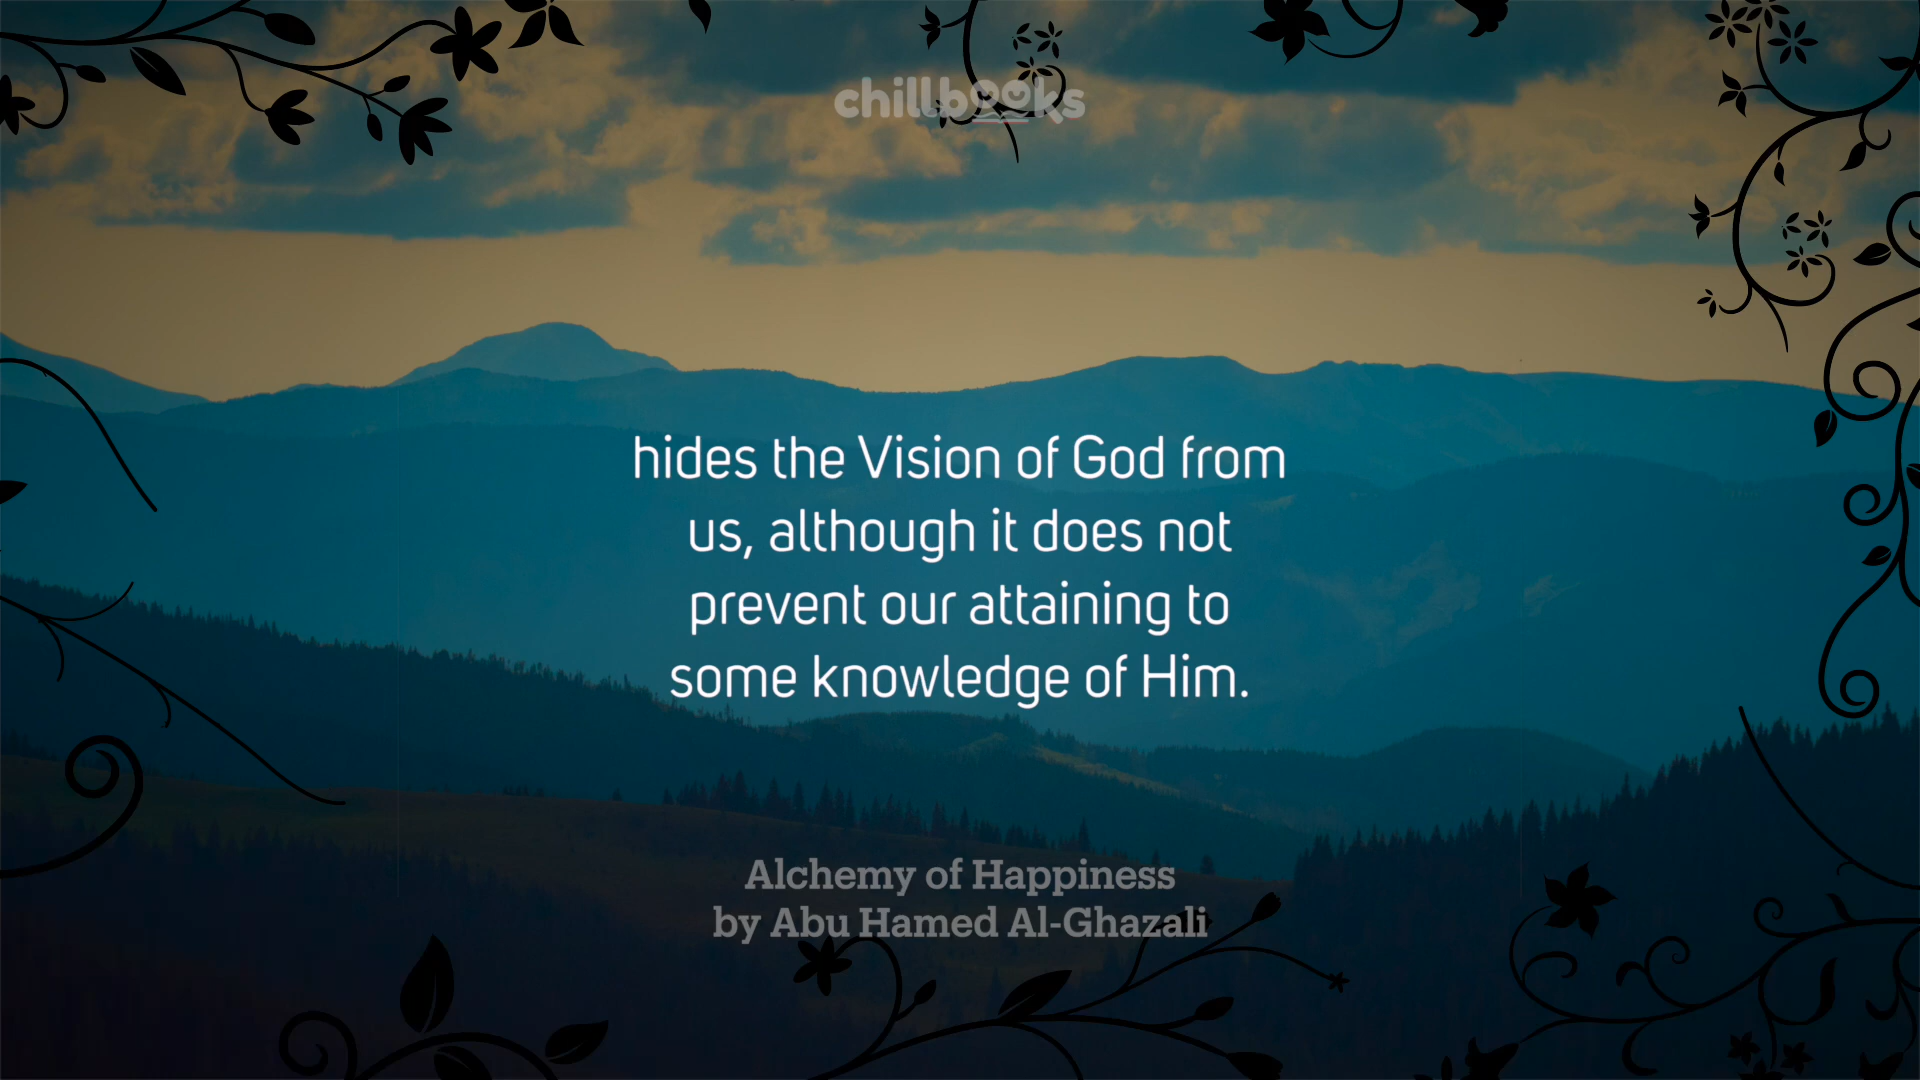 chillbooks
hides the Vision of God from
us, although it does not
prevent our attaining to
some knowledge of Him.
Alchemy of Happiness
by Abu Hamed Al-Ghazali